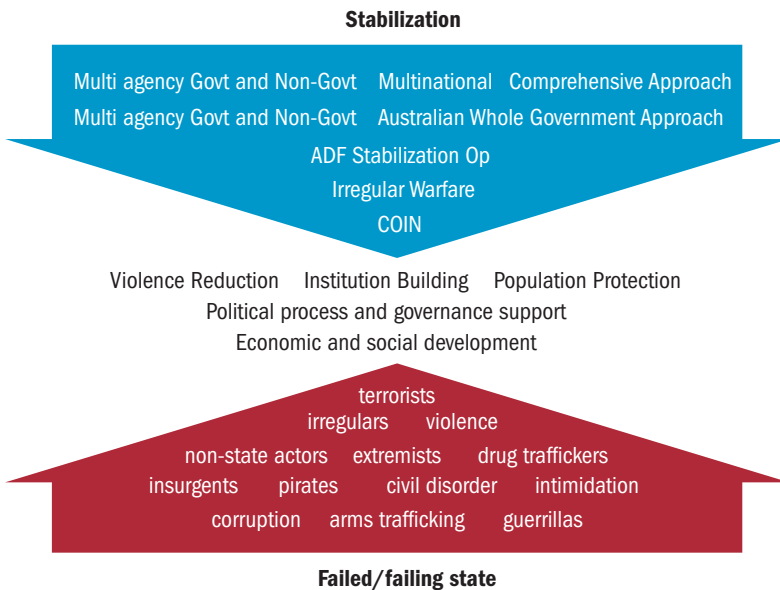 Stabilization
Multi agency Govt and Non-Govt Multinational Comprehensive Approach
Multi agency Govt and Non-Govt Australian Whole Government Approach
ADF Stabilization Op
Irregular Warfare
COIN
Violence Reduction Institution Building Population Protection
Political process and governance support
Economic and social development
terrorists
irregulars violence
non-state actors extremists drug traffickers
insurgents pirates civil disorder intimidation
corruption arms trafficking guerrillas
Failed/failing state